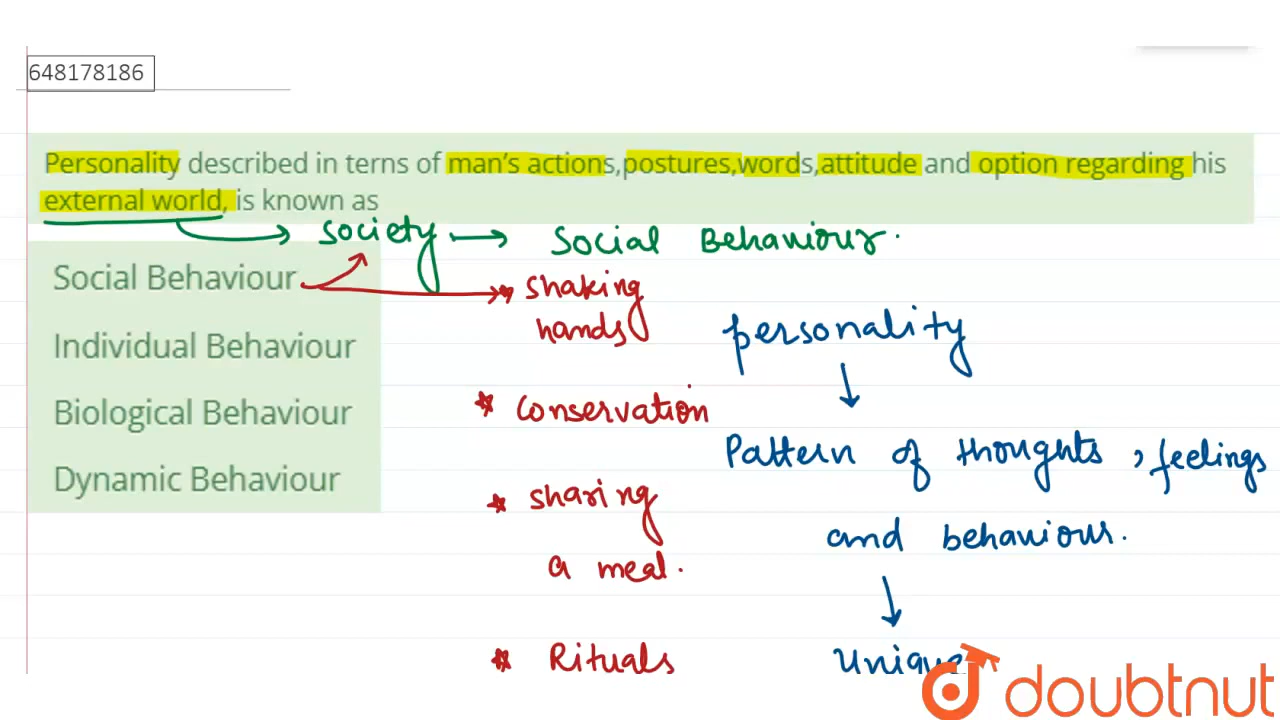 648178186
Personality described in terns of man's actions,postures,words,attitude and option regarding his
external world, is known as
society → Social Behaviour.
Social Behaviour
Individual Behaviour
Biological Behaviour
Dynamic Behaviour
* Shaking
hands
* Conservation
* Sharing
a meal.
* Rituals
personality
↓
Pattern of thoughts, feelings
and behaviour.
↓
Unique
doubtnut